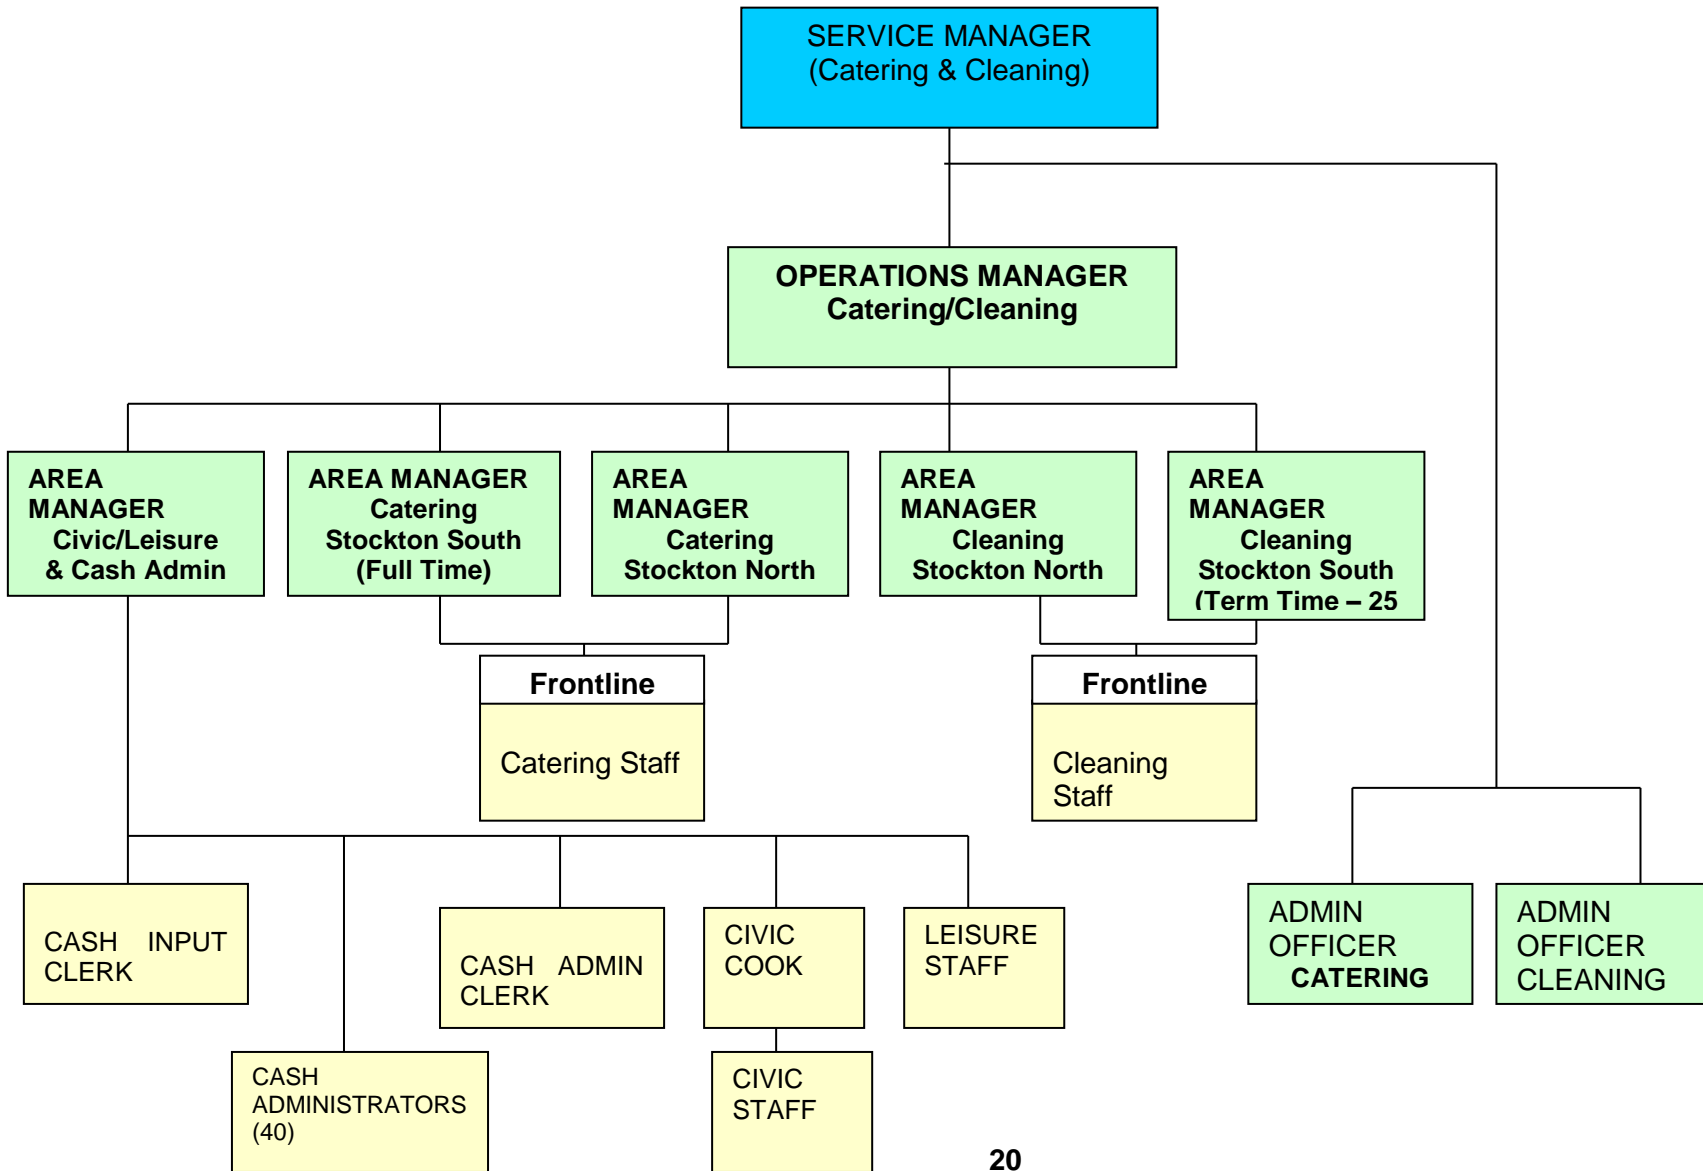 SERVICE MANAGER
(Catering & Cleaning)
OPERATIONS MANAGER
Catering/Cleaning
AREA
MANAGER
Civic/Leisure
& Cash Admin
AREA MANAGER
Catering
Stockton South
(Full Time)
AREA
MANAGER
Catering
Stockton North
AREA
MANAGER
Cleaning
Stockton North
AREA
MANAGER
Cleaning
Stockton South
(Term Time – 25
Frontline
Catering Staff
Frontline
Cleaning
Staff
CASH INPUT
CLERK
CASH
ADMINISTRATORS
(40)
CASH ADMIN
CLERK
CIVIC
COOK
CIVIC
STAFF
LEISURE
STAFF
ADMIN
OFFICER
CATERING
ADMIN
OFFICER
CLEANING
20